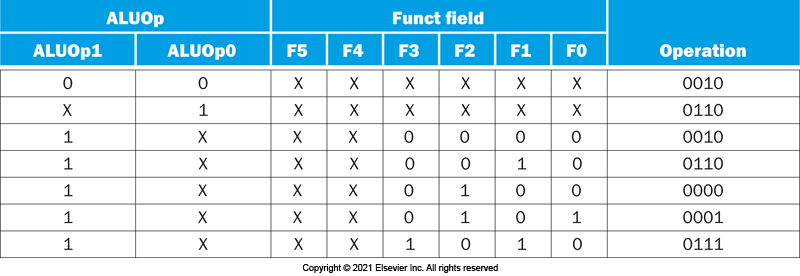 ALUOp Funct field
ALUOp1 ALUOp0 F5 F4 F3 F2 F1 F0 Operation
0 0 X X X X X X 0010
X 1 X X X X X X 0110
1 X X X 0 0 0 0 0010
1 X X X 0 0 1 0 0110
1 X X X 0 1 0 0 0000
1 X X X 0 1 0 1 0001
1 X X X 1 0 1 0 0111
Copyright © 2021 Elsevier Inc. All rights reserved